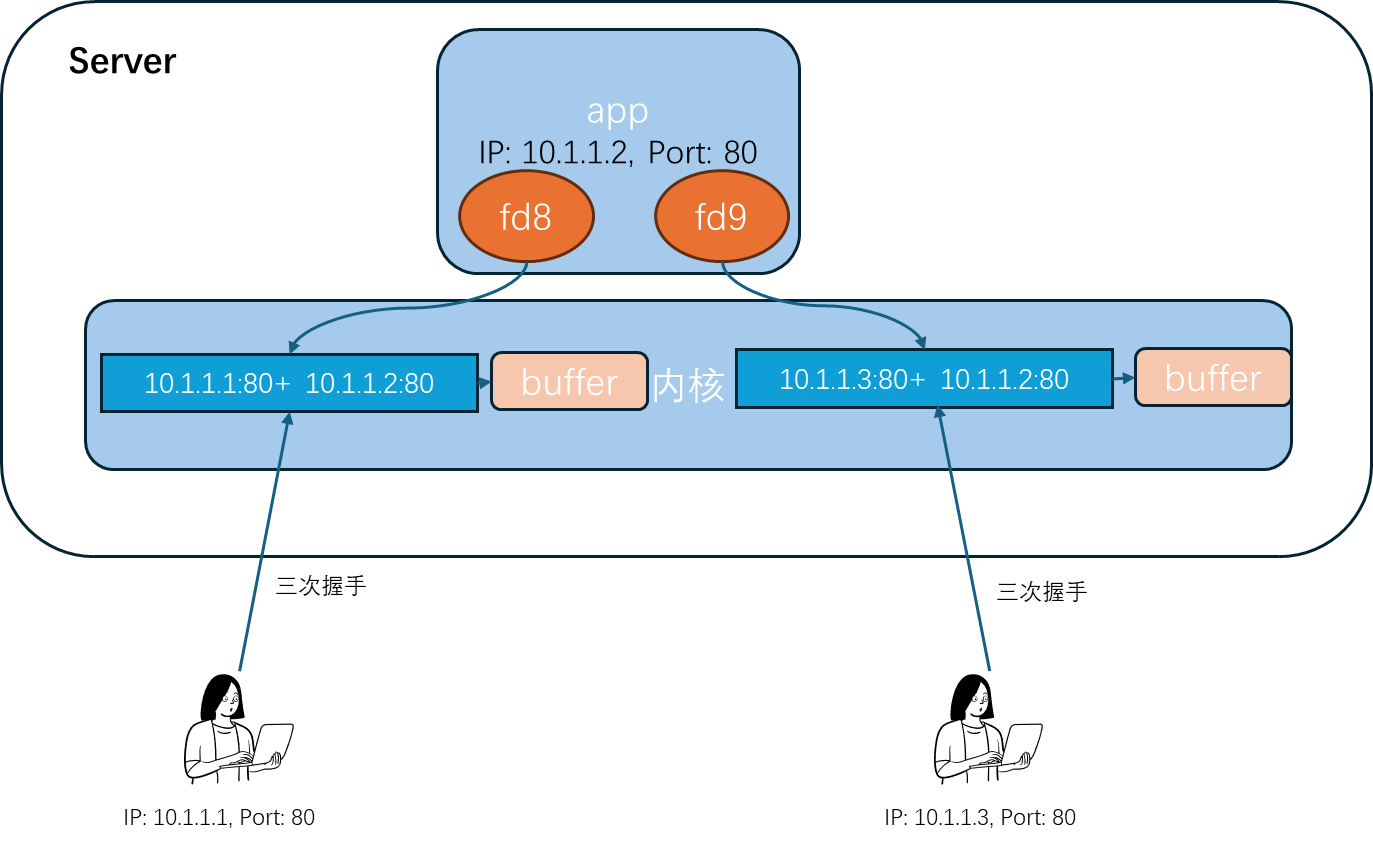 Server
app
IP: 10.1.1.2, Port: 80
fd8
fd9
10.1.1.1:80+ 10.1.1.2:80
buffer
内核
10.1.1.3:80+ 10.1.1.2:80
buffer
三次握手
三次握手
IP: 10.1.1.1, Port: 80
IP: 10.1.1.3, Port: 80